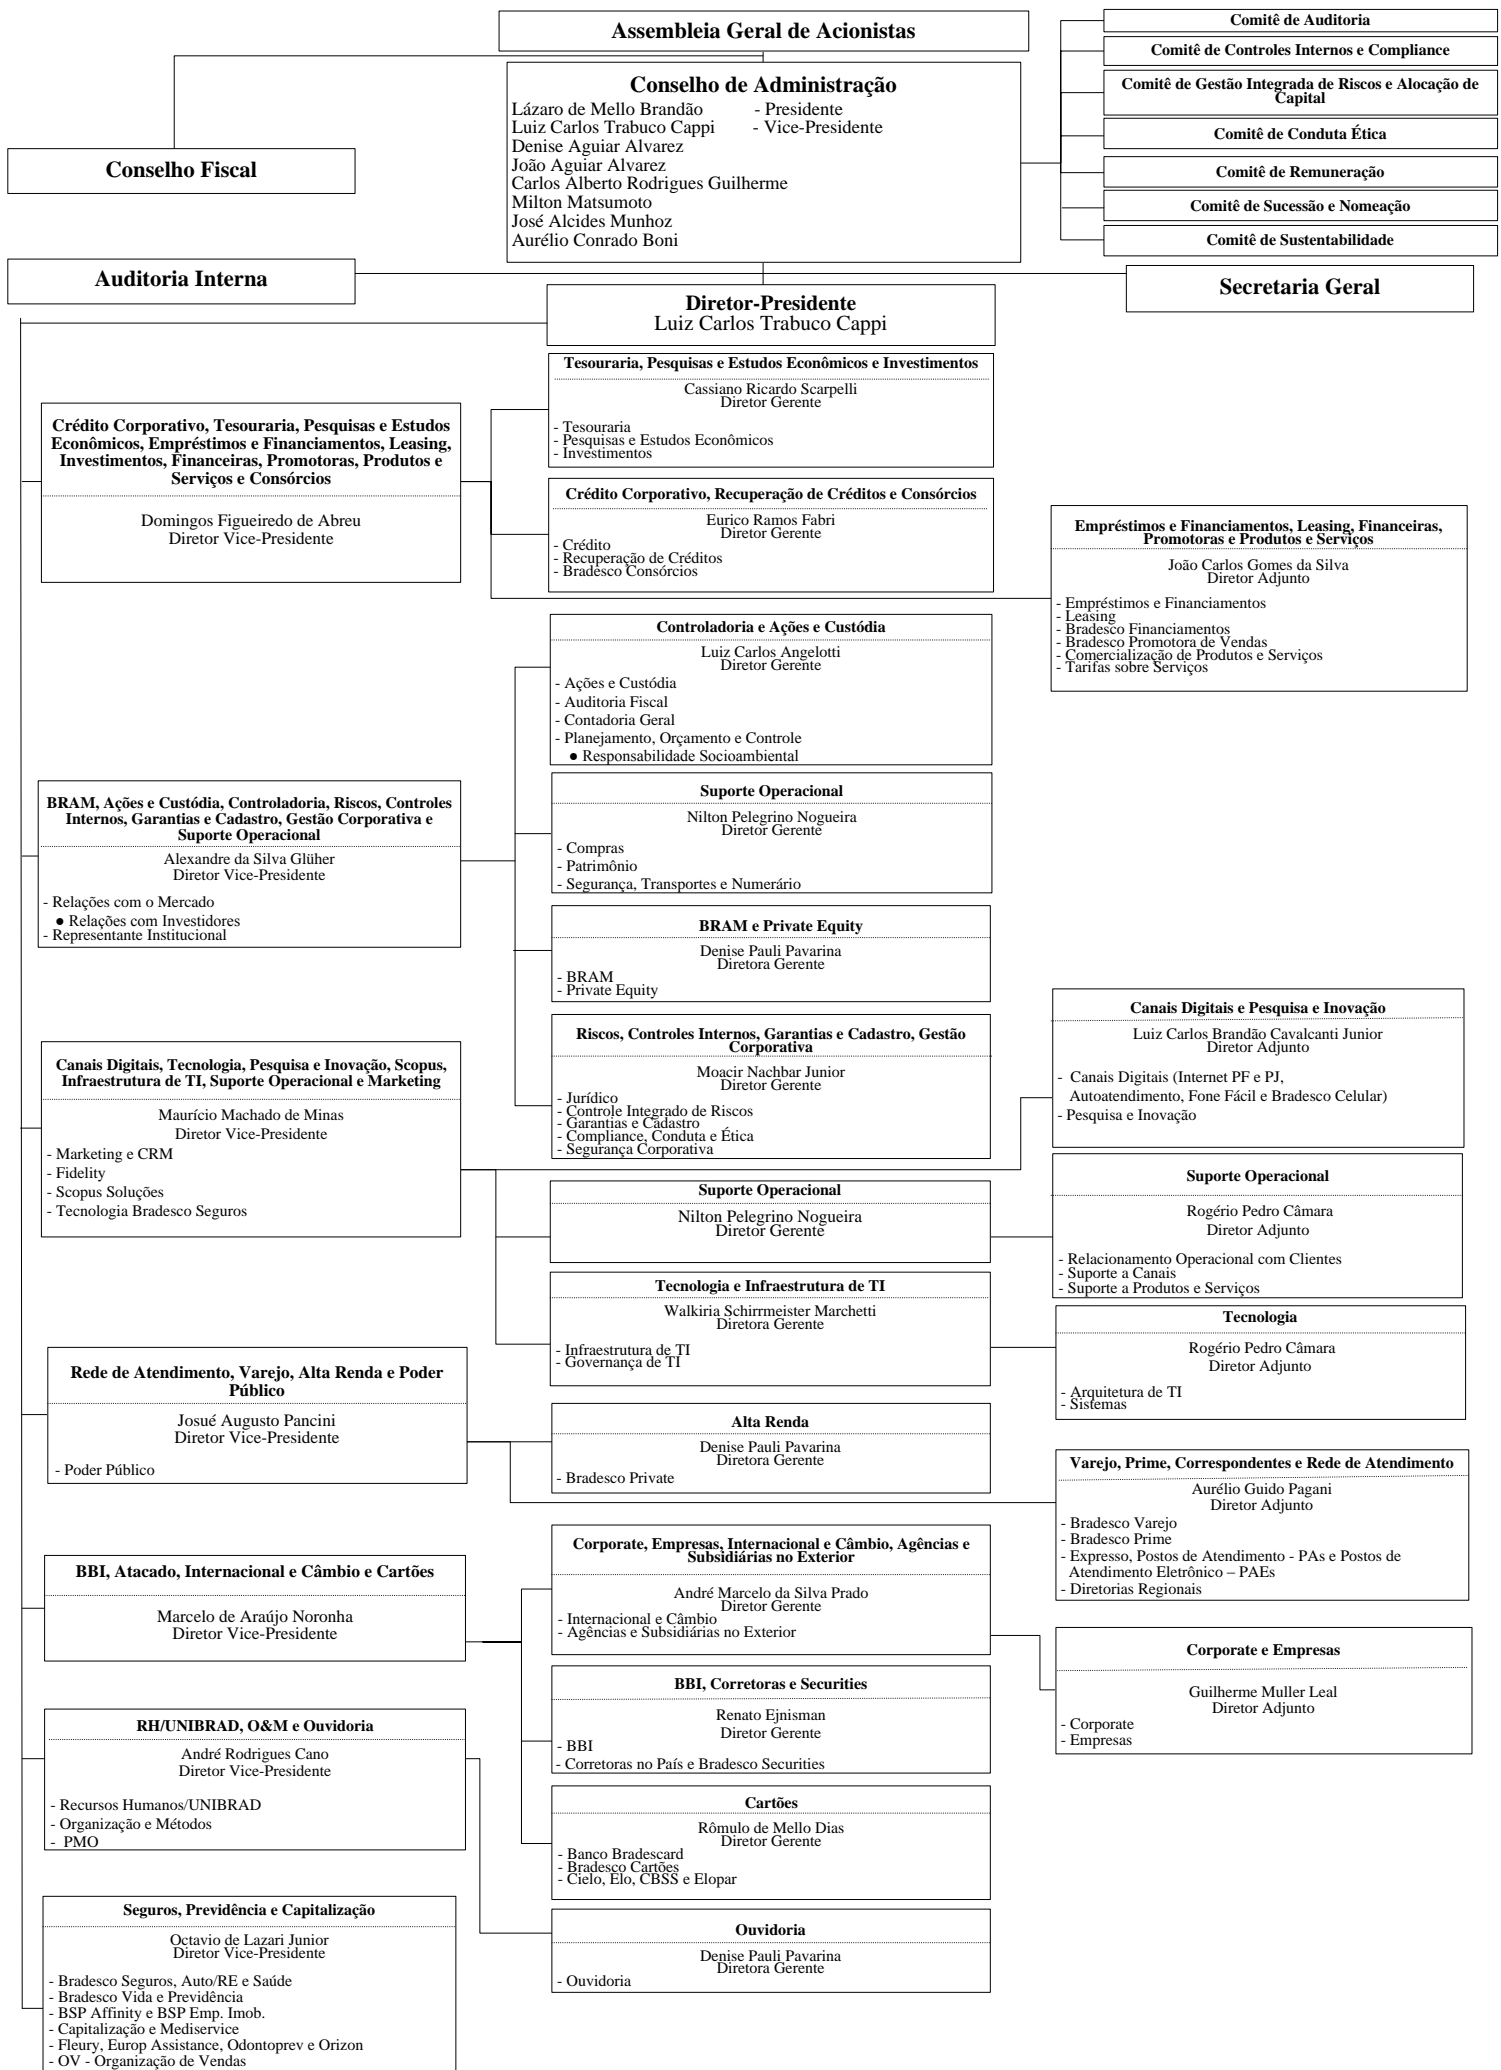 Assembleia Geral de Acionistas
Comitê de Auditoria
Comitê de Controles Internos e Compliance
Comitê de Gestão Integrada de Riscos e Alocação de
Capital
Comitê de Conduta Ética
Comitê de Remuneração
Comitê de Sucessão e Nomeação
Comitê de Sustentabilidade
Conselho de Administração
Lázaro de Mello Brandão - Presidente
Luiz Carlos Trabuco Cappi - Vice-Presidente
Denise Aguiar Alvarez
João Aguiar Alvarez
Carlos Alberto Rodrigues Guilherme
Milton Matsumoto
José Alcides Munhoz
Aurélio Conrado Boni
Conselho Fiscal
Auditoria Interna
Secretaria Geral
Diretor-Presidente
Luiz Carlos Trabuco Cappi
Crédito Corporativo, Tesouraria, Pesquisas e Estudos
Econômicos, Empréstimos e Financiamentos, Leasing,
Investimentos, Financeiras, Promotoras, Produtos e
Serviços e Consórcios
Domingos Figueiredo de Abreu
Diretor Vice-Presidente
Tesouraria, Pesquisas e Estudos Econômicos e Investimentos
Cassiano Ricardo Scarpelli
Diretor Gerente
- Tesouraria
- Pesquisas e Estudos Econômicos
- Investimentos
Crédito Corporativo, Recuperação de Créditos e Consórcios
Eurico Ramos Fabri
Diretor Gerente
- Crédito
- Recuperação de Créditos
- Bradesco Consórcios
Empréstimos e Financiamentos, Leasing, Financeiras,
Promotoras e Produtos e Serviços
João Carlos Gomes da Silva
Diretor Adjunto
- Empréstimos e Financiamentos
- Leasing
- Bradesco Financiamentos
- Bradesco Promotora de Vendas
- Comercialização de Produtos e Serviços
- Tarifas sobre Serviços
BRAM, Ações e Custódia, Controladoria, Riscos, Controles
Internos, Garantias e Cadastro, Gestão Corporativa e
Suporte Operacional
Alexandre da Silva Glüher
Diretor Vice-Presidente
- Relações com o Mercado
● Relações com Investidores
- Representante Institucional
Controladoria e Ações e Custódia
Luiz Carlos Angelotti
Diretor Gerente
- Ações e Custódia
- Auditoria Fiscal
- Contadoria Geral
- Planejamento, Orçamento e Controle
● Responsabilidade Socioambiental
Suporte Operacional
Nilton Pelegrino Nogueira
Diretor Gerente
- Compras
- Patrimônio
- Segurança, Transportes e Numerário
BRAM e Private Equity
Denise Pauli Pavarina
Diretora Gerente
- BRAM
- Private Equity
Riscos, Controles Internos, Garantias e Cadastro, Gestão
Corporativa
Moacir Nachbar Junior
Diretor Gerente
- Jurídico
- Controle Integrado de Riscos
- Garantias e Cadastro
- Compliance, Conduta e Ética
- Segurança Corporativa
Canais Digitais, Tecnologia, Pesquisa e Inovação, Scopus,
Infraestrutura de TI, Suporte Operacional e Marketing
Maurício Machado de Minas
Diretor Vice-Presidente
- Marketing e CRM
- Fidelity
- Scopus Soluções
- Tecnologia Bradesco Seguros
Canais Digitais e Pesquisa e Inovação
Luiz Carlos Brandão Cavalcanti Junior
Diretor Adjunto
- Canais Digitais (Internet PF e PJ,
Autoatendimento, Fone Fácil e Bradesco Celular)
- Pesquisa e Inovação
Suporte Operacional
Nilton Pelegrino Nogueira
Diretor Gerente
Suporte Operacional
Rogério Pedro Câmara
Diretor Adjunto
- Relacionamento Operacional com Clientes
- Suporte a Canais
- Suporte a Produtos e Serviços
Tecnologia e Infraestrutura de TI
Walkiria Schirrmeister Marchetti
Diretora Gerente
- Infraestrutura de TI
- Governança de TI
Tecnologia
Rogério Pedro Câmara
Diretor Adjunto
- Arquitetura de TI
- Sistemas
Rede de Atendimento, Varejo, Alta Renda e Poder
Público
Josué Augusto Pancini
Diretor Vice-Presidente
- Poder Público
Alta Renda
Denise Pauli Pavarina
Diretora Gerente
- Bradesco Private
Varejo, Prime, Correspondentes e Rede de Atendimento
Aurélio Guido Pagani
Diretor Adjunto
- Bradesco Varejo
- Bradesco Prime
- Expresso, Postos de Atendimento - PAs e Postos de
Atendimento Eletrônico – PAEs
- Diretorias Regionais
BBI, Atacado, Internacional e Câmbio e Cartões
Marcelo de Araújo Noronha
Diretor Vice-Presidente
Corporate, Empresas, Internacional e Câmbio, Agências e
Subsidiárias no Exterior
André Marcelo da Silva Prado
Diretor Gerente
- Internacional e Câmbio
- Agências e Subsidiárias no Exterior
Corporate e Empresas
Guilherme Muller Leal
Diretor Adjunto
- Corporate
- Empresas
BBI, Corretoras e Securities
Renato Ejnisman
Diretor Gerente
- BBI
- Corretoras no País e Bradesco Securities
Cartões
Rômulo de Mello Dias
Diretor Gerente
- Banco Bradescard
- Bradesco Cartões
- Cielo, Elo, CBSS e Elopar
RH/UNIBRAD, O&M e Ouvidoria
André Rodrigues Cano
Diretor Vice-Presidente
- Recursos Humanos/UNIBRAD
- Organização e Métodos
- PMO
Ouvidoria
Denise Pauli Pavarina
Diretora Gerente
- Ouvidoria
Seguros, Previdência e Capitalização
Octavio de Lazari Junior
Diretor Vice-Presidente
- Bradesco Seguros, Auto/RE e Saúde
- Bradesco Vida e Previdência
- BSP Affinity e BSP Emp. Imob.
- Capitalização e Mediservice
- Fleury, Europ Assistance, Odontoprev e Orizon
- OV - Organização de Vendas